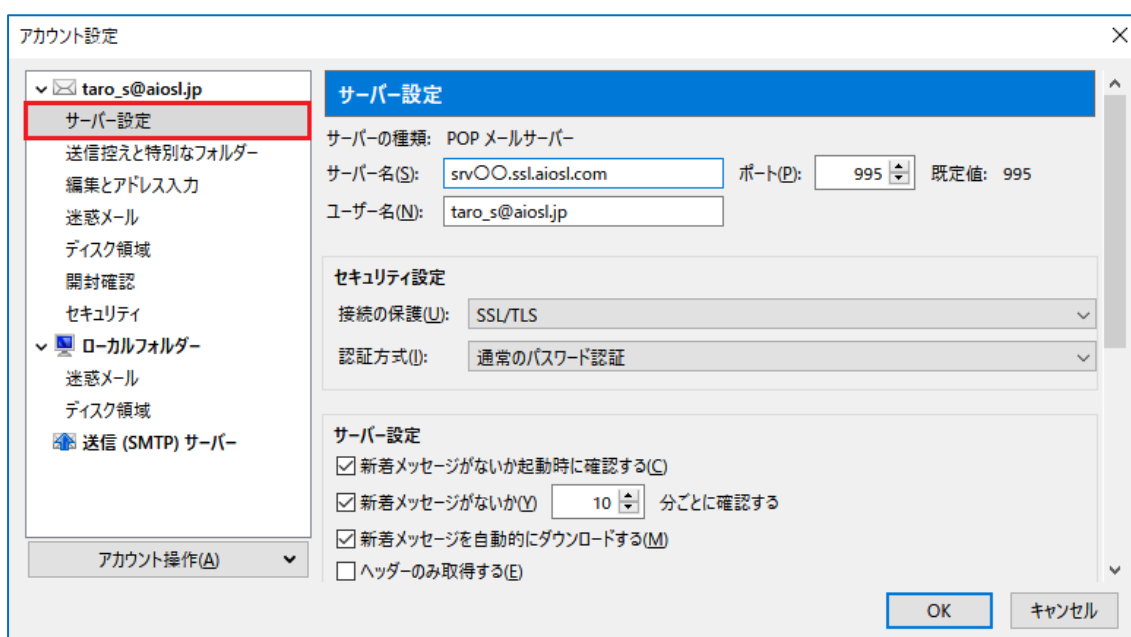 アカウント設定
taro_s@aiosl.jp
サーバー設定
送信控えと特別なフォルダー
編集とアドレス入力
迷惑メール
ディスク領域
開封確認
セキュリティ
ローカルフォルダー
迷惑メール
ディスク領域
送信 (SMTP) サーバー
アカウント操作(A)
サーバー設定
サーバーの種類: POP メールサーバー
サーバー名(S): srv〇〇.ssl.aiosl.com ポート(P): 995 既定値: 995
ユーザー名(N): taro_s@aiosl.jp
セキュリティ設定
接続の保護(U): SSL/TLS
認証方式(I): 通常のパスワード認証
サーバー設定
新着メッセージがないか起動時に確認する(C)
新着メッセージがないか(Y) 10 分ごとに確認する
新着メッセージを自動的にダウンロードする(M)
ヘッダーのみ取得する(E)
OK キャンセル